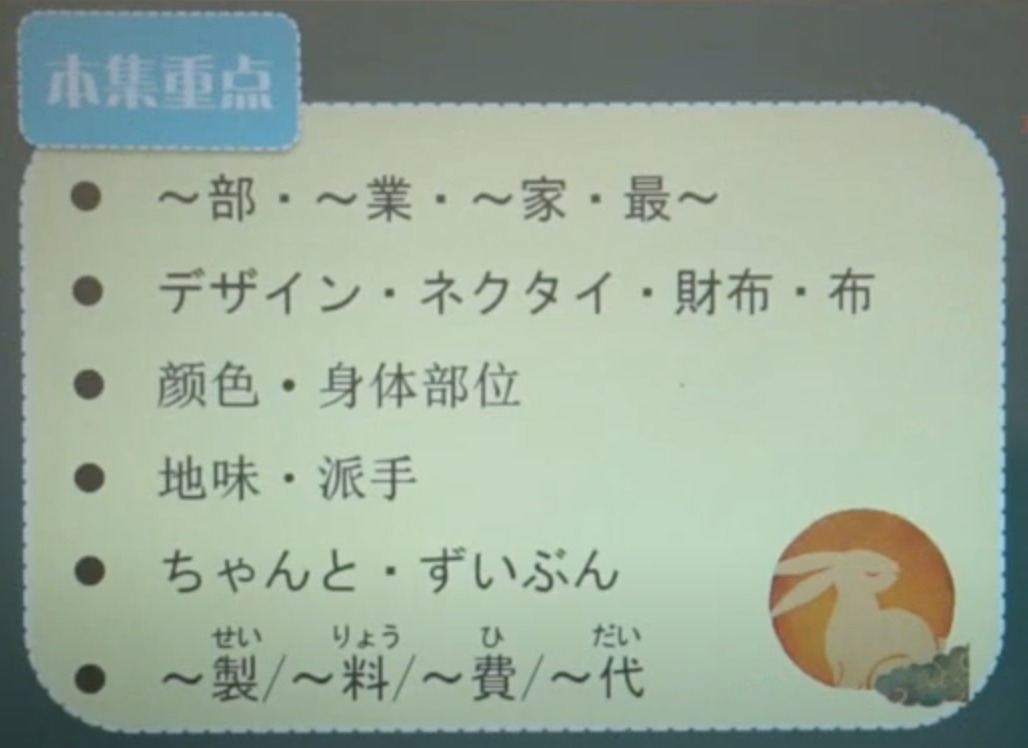 本集重点
～部・～業・～家・最～
デザイン・ネクタイ・財布・布
颜色・身体部位
地味・派手
ちゃんと・ずいぶん
せい りょう ひ だい
～製/～料/～費/～代